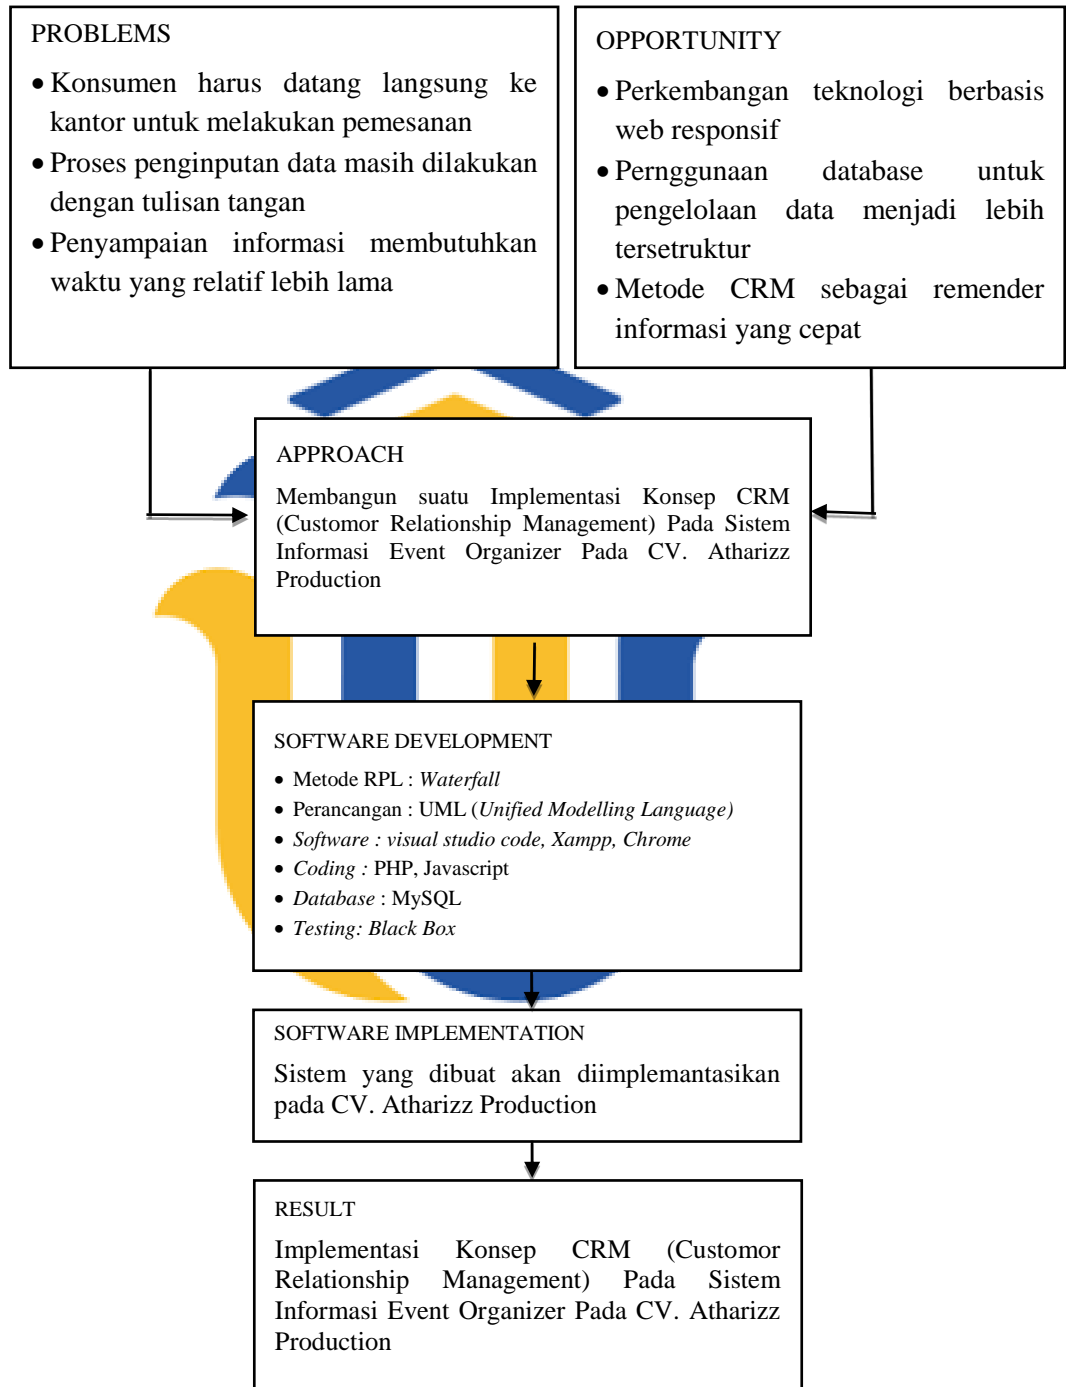 PROBLEMS
• Konsumen harus datang langsung ke
kantor untuk melakukan pemesanan
• Proses penginputan data masih dilakukan
dengan tulisan tangan
• Penyampaian informasi membutuhkan
waktu yang relatif lebih lama
OPPORTUNITY
• Perkembangan teknologi berbasis
web responsif
• Pernggunaan database untuk
pengelolaan data menjadi lebih
tersetruktur
• Metode CRM sebagai remender
informasi yang cepat
APPROACH
Membangun suatu Implementasi Konsep CRM
(Customor Relationship Management) Pada Sistem
Informasi Event Organizer Pada CV. Atharizz
Production
SOFTWARE DEVELOPMENT
• Metode RPL : Waterfall
• Perancangan : UML (Unified Modelling Language)
• Software : visual studio code, Xampp, Chrome
• Coding : PHP, Javascript
• Database : MySQL
• Testing: Black Box
SOFTWARE IMPLEMENTATION
Sistem yang dibuat akan diimplemantasikan
pada CV. Atharizz Production
RESULT
Implementasi Konsep CRM (Customor
Relationship Management) Pada Sistem
Informasi Event Organizer Pada CV. Atharizz
Production